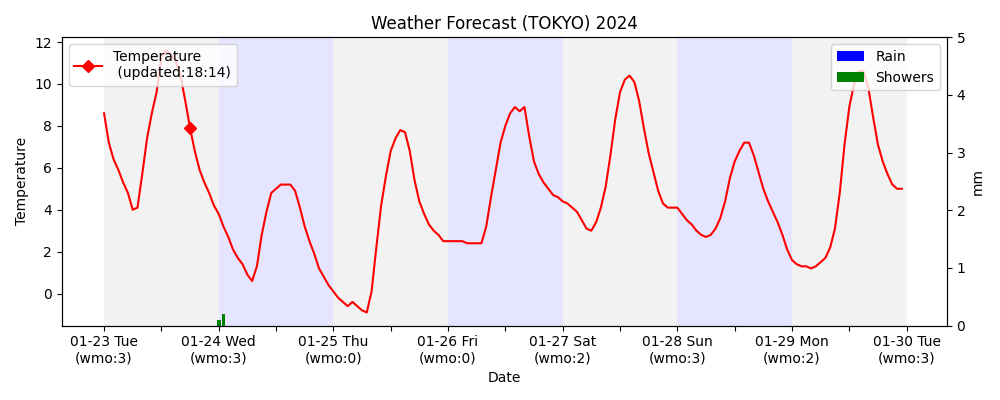 Weather Forecast (TOKYO) 2024
Temperature
(updated:18:14)
Rain
Showers
12
10
8
6
4
2
0
Temperature
5
4
3
2
1
0
mm
01-23 Tue 01-24 Wed 01-25 Thu 01-26 Fri 01-27 Sat 01-28 Sun 01-29 Mon 01-30 Tue
(wmo:3) (wmo:3) (wmo:0) (wmo:0) (wmo:2) (wmo:3) (wmo:2) (wmo:3)
Date